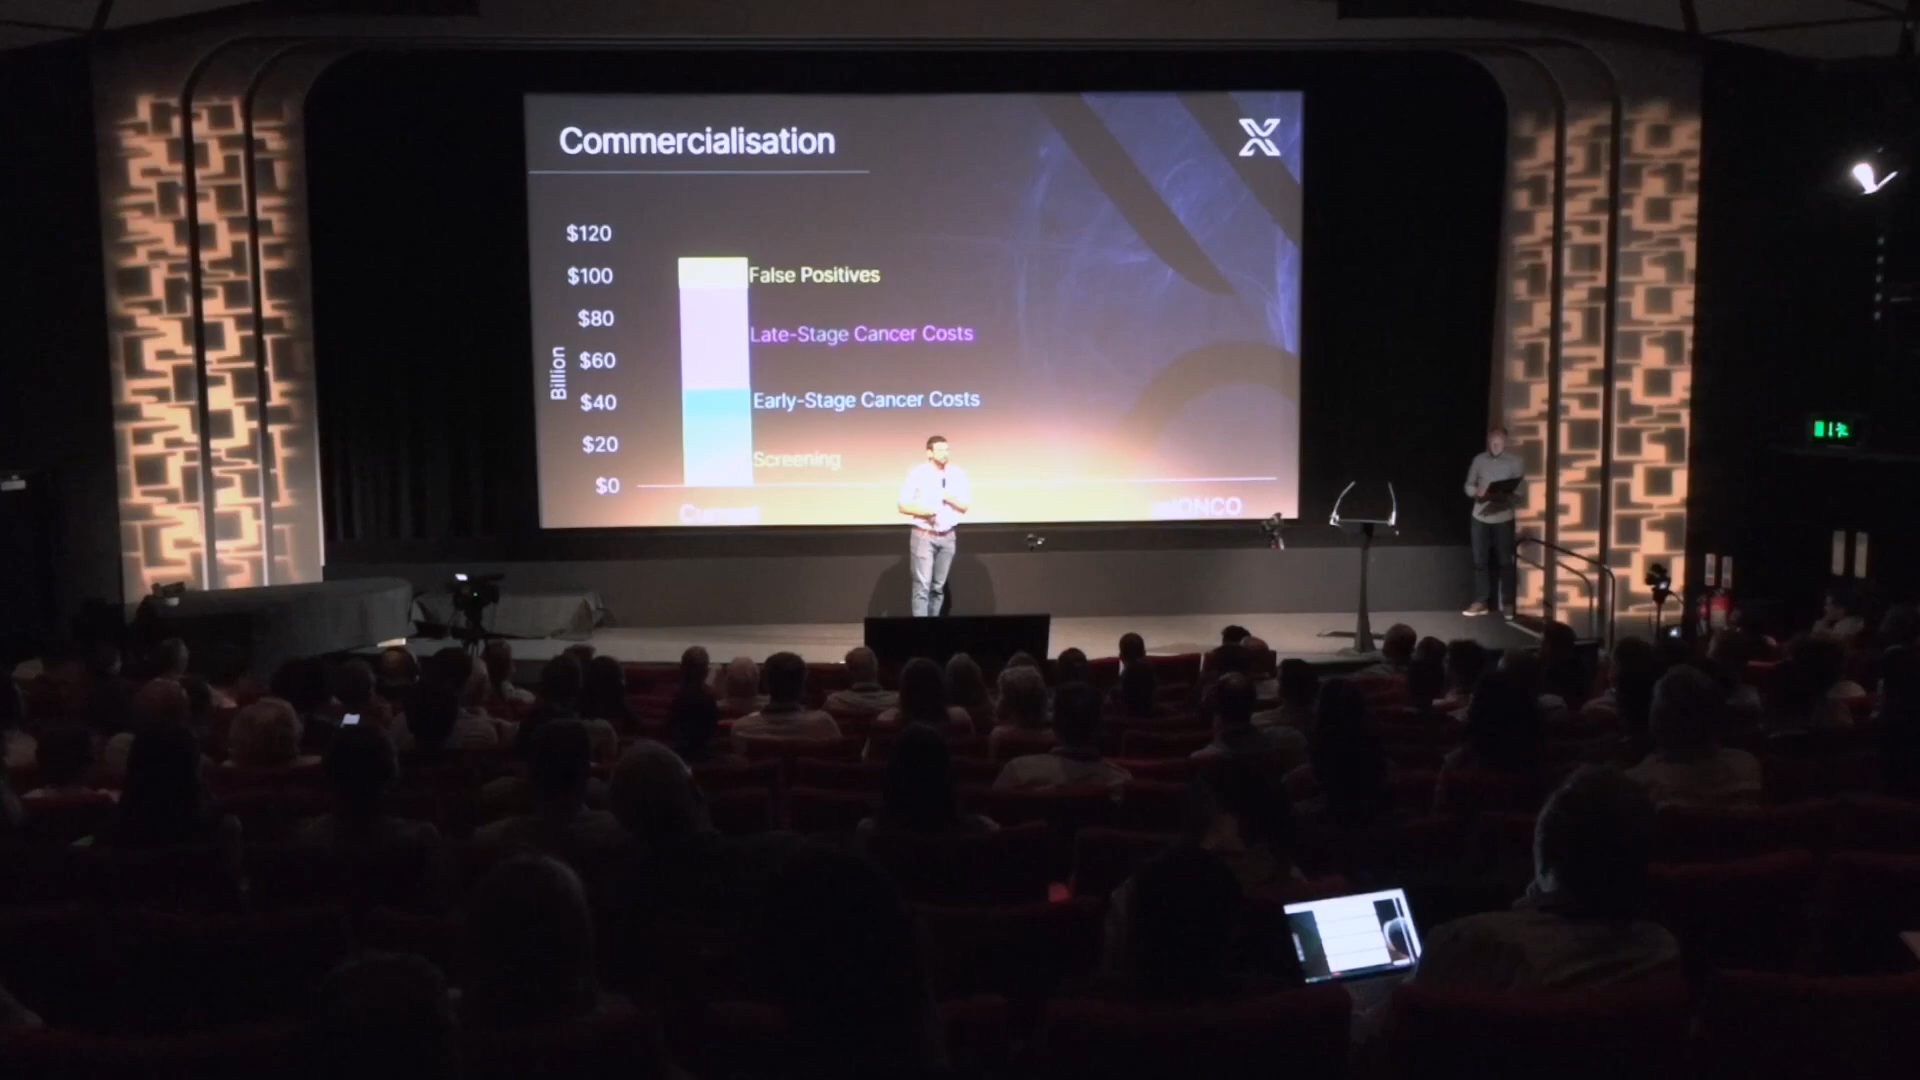 Commercialisation
$120
$100
$80
$60
$40
$20
$0
Billion
False Positives
Late-Stage Cancer Costs
Early-Stage Cancer Costs
Screening
Current